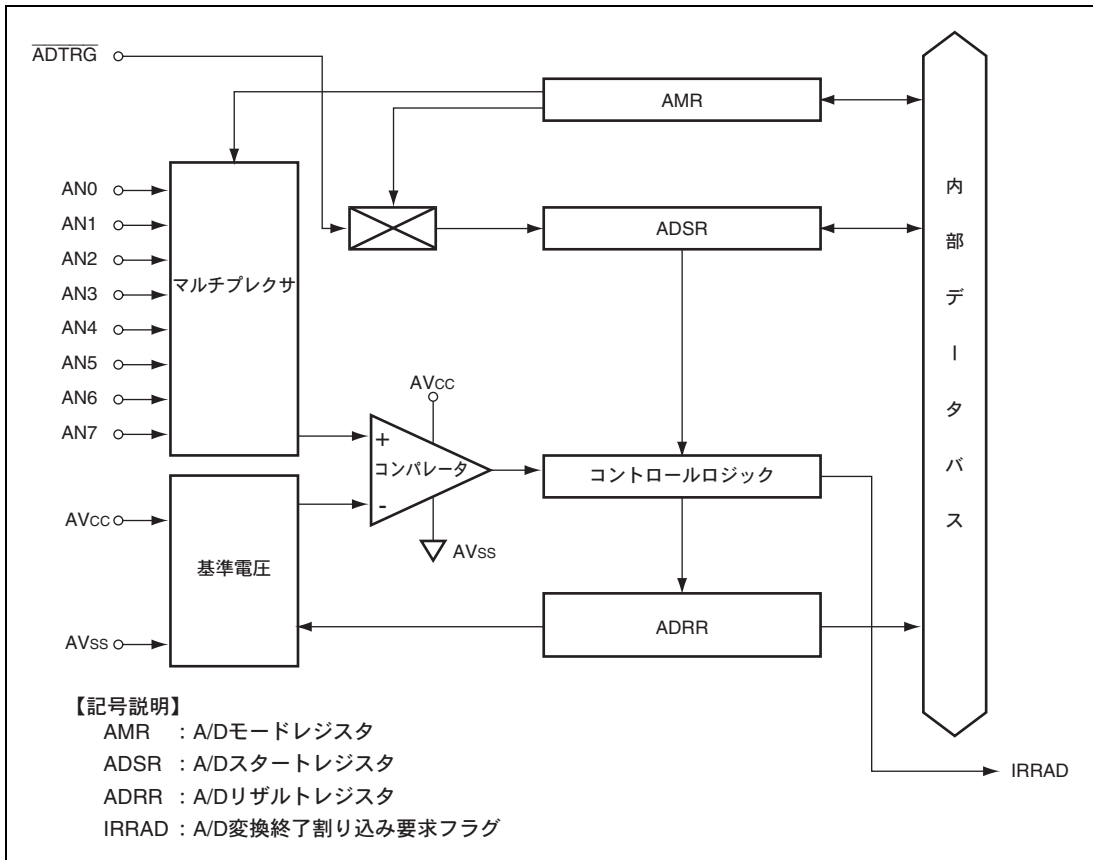 ADTRG
AMR
AN0
AN1
AN2
AN3
AN4
AN5
AN6
AN7
マルチプレクサ
ADSR
内部データバス
AVCC
+
コンパレータ
-
AVSS
コントロールロジック
AVCC
基準電圧
AVSS
ADRR
IRRAD
【記号説明】
AMR : A/Dモードレジスタ
ADSR : A/Dスタートレジスタ
ADRR : A/Dリザルトレジスタ
IRRAD : A/D変換終了割り込み要求フラグ